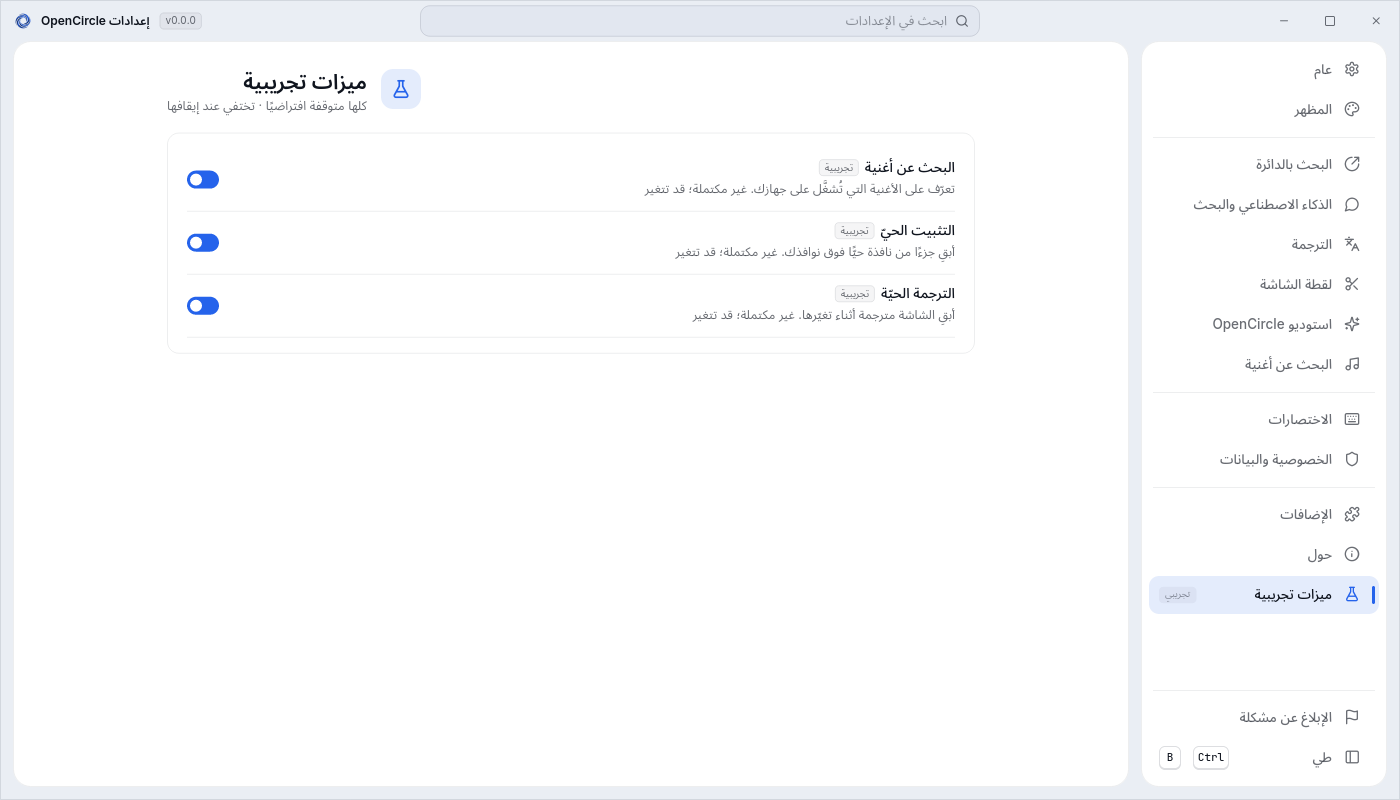 إعدادات OpenCircle
v0.0.0
ابحث في الإعدادات
عام
المظهر
البحث بالدائرة
الذكاء الاصطناعي والبحث
الترجمة
لقطة الشاشة
استوديو OpenCircle
البحث عن أغنية
الاختصارات
الخصوصية والبيانات
الإضافات
حول
ميزات تجريبية تجريبي
الإبلاغ عن مشكلة
طي Ctrl B
ميزات تجريبية
كلها متوقفة افتراضيًا · تختفي عند إيقافها
البحث عن أغنية تجريبية
تعرّف على الأغنية التي تُشغَّل على جهازك. غير مكتملة؛ قد تتغير
التثبيت الحيّ تجريبية
أبقِ جزءًا من نافذة حيًّا فوق نوافذك. غير مكتملة؛ قد تتغير
الترجمة الحيّة تجريبية
أبقِ الشاشة مترجمة أثناء تغيّرها. غير مكتملة؛ قد تتغير